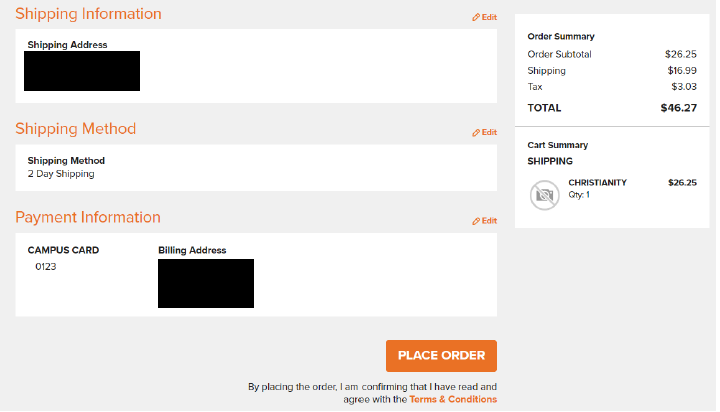 Shipping Information
Edit
Shipping Address
Shipping Method
Edit
Shipping Method
2 Day Shipping
Payment Information
Edit
CAMPUS CARD
0123
Billing Address
PLACE ORDER
By placing the order, I am confirming that I have read and
agree with the Terms & Conditions
Order Summary
Order Subtotal $26.25
Shipping $16.99
Tax $3.03
TOTAL $46.27
Cart Summary
SHIPPING
CHRISTIANITY $26.25
Qty: 1